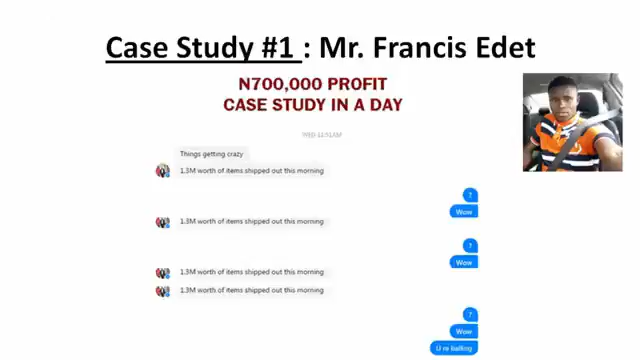 Case Study #1 : Mr. Francis Edet
N700,000 PROFIT
CASE STUDY IN A DAY
Things getting crazy
1.3M worth of items shipped out this morning
?
Wow
1.3M worth of items shipped out this morning
?
Wow
1.3M worth of items shipped out this morning
1.3M worth of items shipped out this morning
?
Wow
U re balling